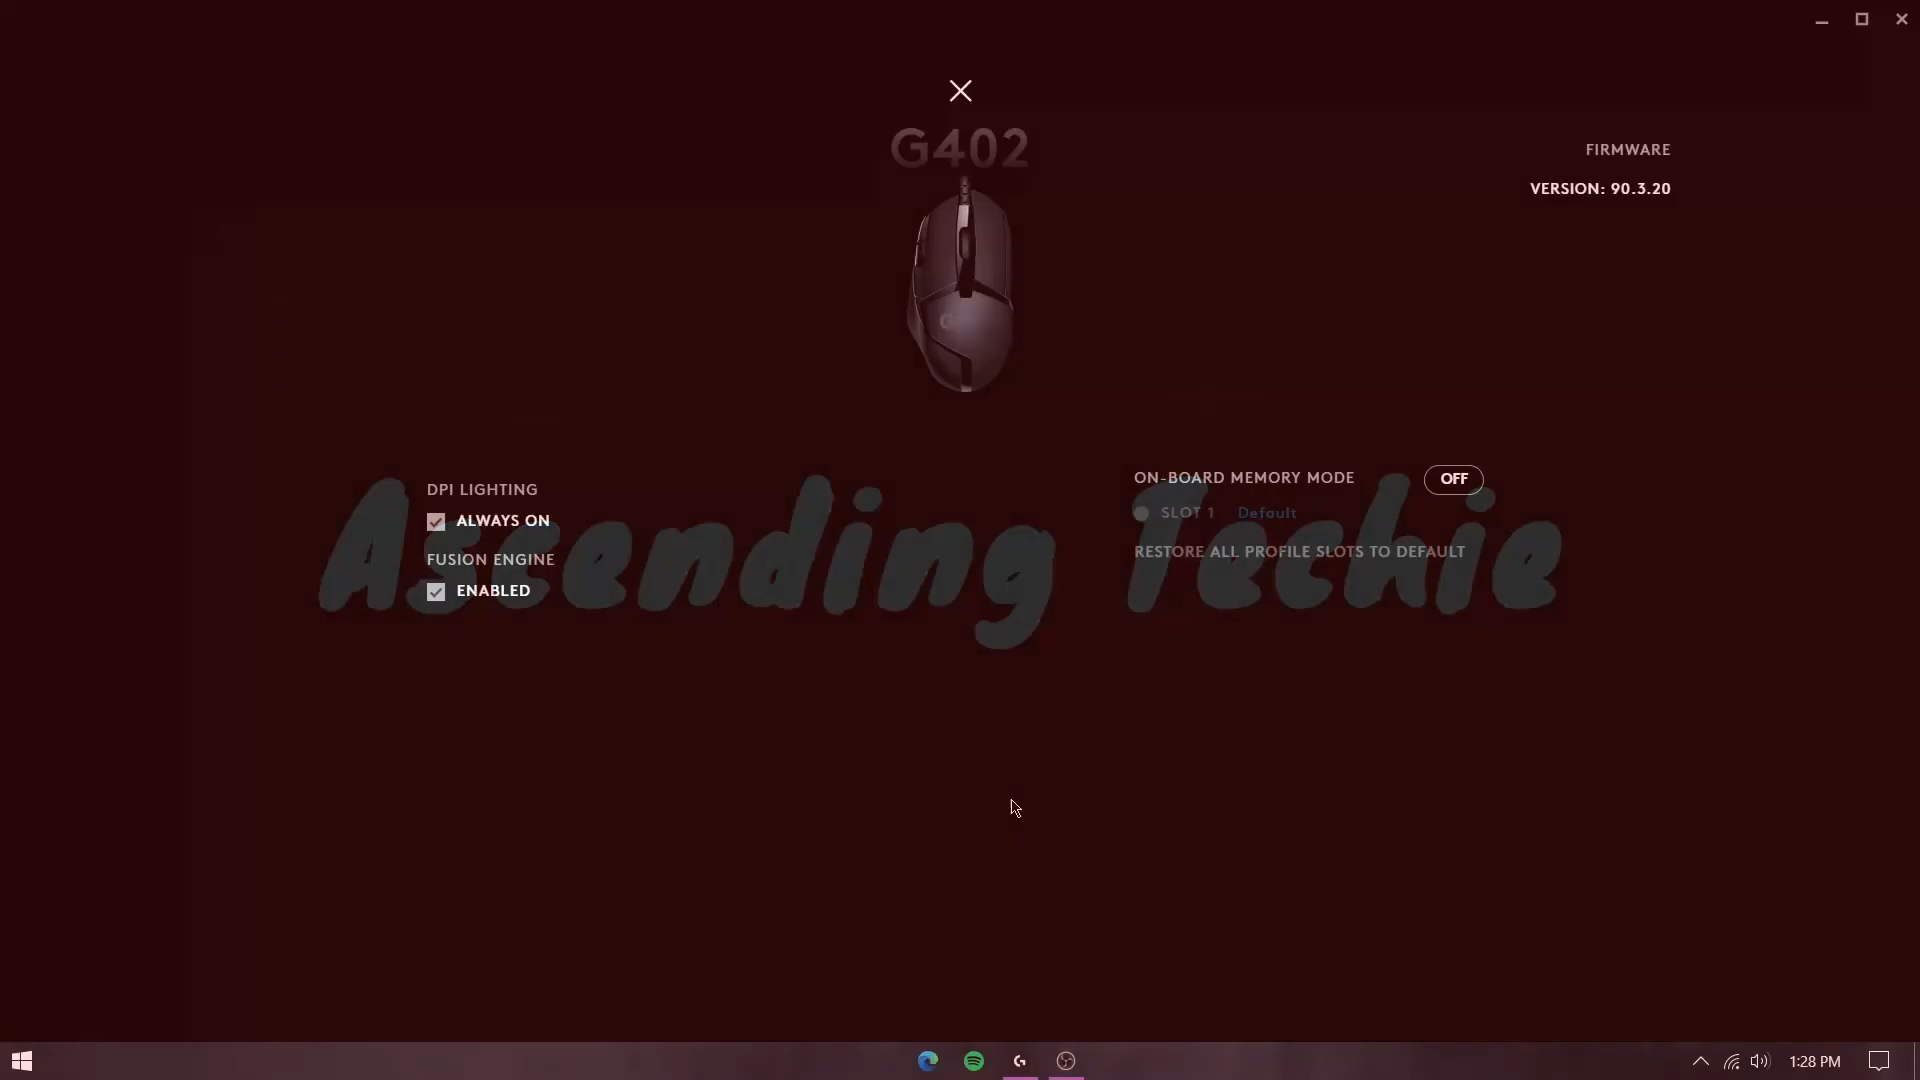 G402
FIRMWARE
VERSION: 90.3.20
G
DPI LIGHTING
ALWAYS ON
FUSION ENGINE
ENABLED
ON-BOARD MEMORY MODE OFF
SLOT 1 Default
RESTORE ALL PROFILE SLOTS TO DEFAULT
Ascending Techie
1:28 PM